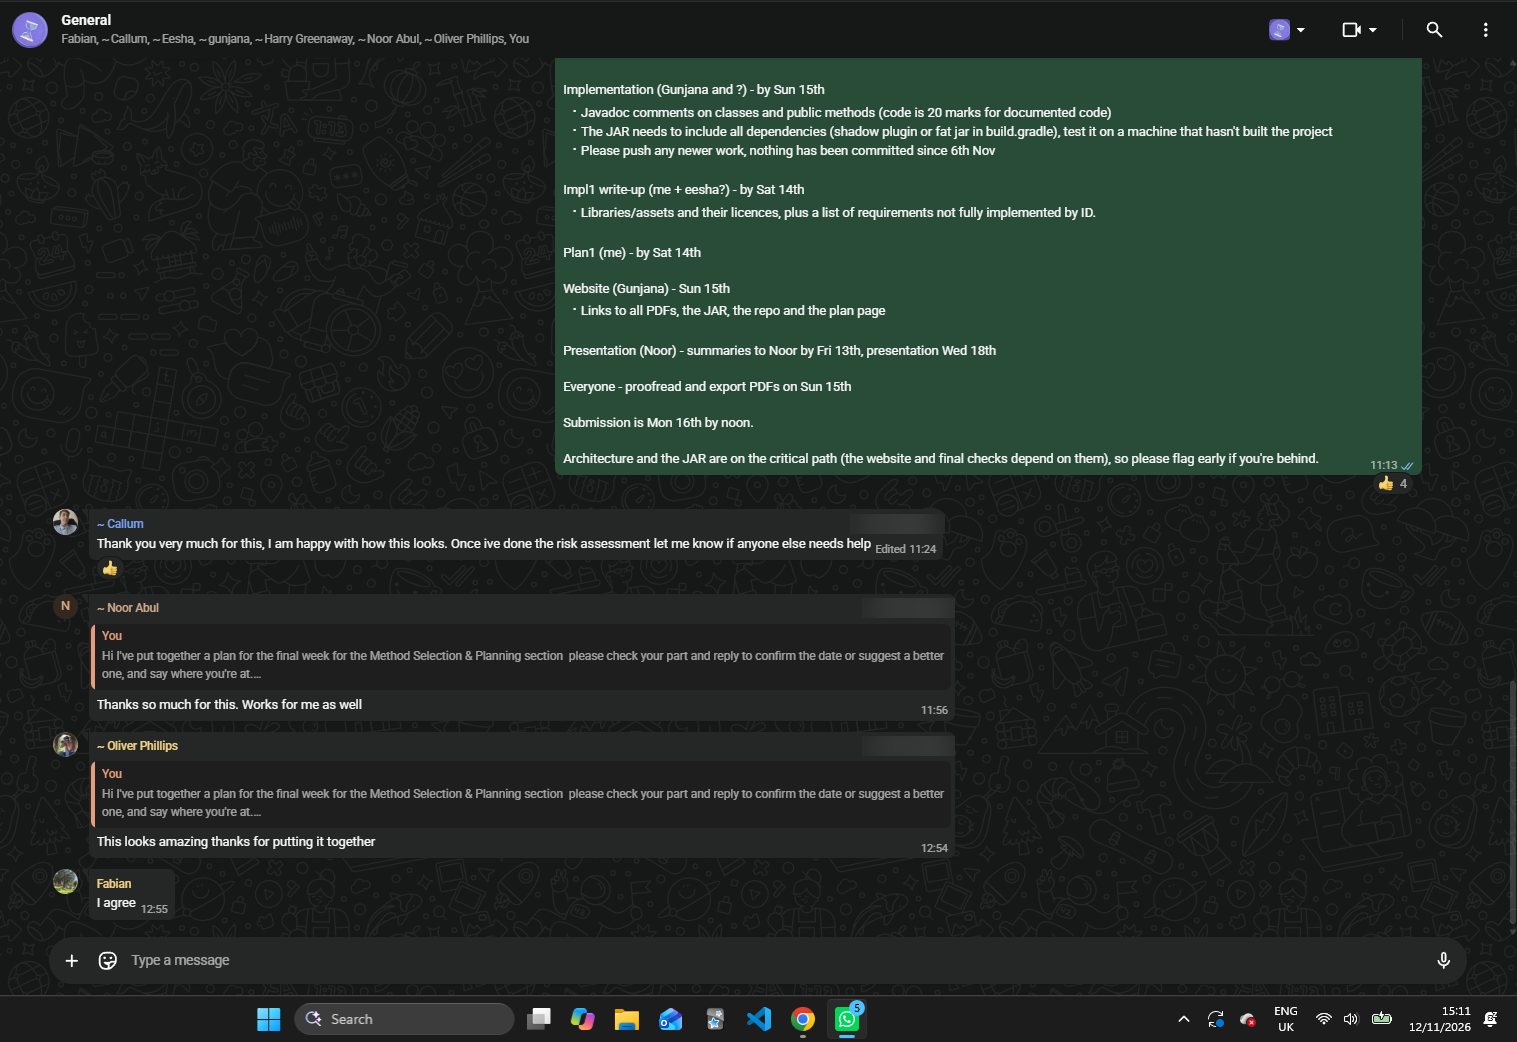 General
Fabian, ~Callum, ~Eesha, ~gunjana, ~Harry Greenaway, ~Noor Abul, ~Oliver Phillips, You
Implementation (Gunjana and ?) - by Sun 15th
· Javadoc comments on classes and public methods (code is 20 marks for documented code)
· The JAR needs to include all dependencies (shadow plugin or fat jar in build.gradle), test it on a machine that hasn't built the project
· Please push any newer work, nothing has been committed since 6th Nov
Impl1 write-up (me + eesha?) - by Sat 14th
· Libraries/assets and their licences, plus a list of requirements not fully implemented by ID.
Plan1 (me) - by Sat 14th
Website (Gunjana) - Sun 15th
· Links to all PDFs, the JAR, the repo and the plan page
Presentation (Noor) - summaries to Noor by Fri 13th, presentation Wed 18th
Everyone - proofread and export PDFs on Sun 15th
Submission is Mon 16th by noon.
Architecture and the JAR are on the critical path (the website and final checks depend on them), so please flag early if you're behind.
11:13
👍 4
~ Callum
Thank you very much for this, I am happy with how this looks. Once ive done the risk assessment let me know if anyone else needs help
Edited 11:24
👍
N
~ Noor Abul
You
Hi I've put together a plan for the final week for the Method Selection & Planning section  please check your part and reply to confirm the date or suggest a better
one, and say where you're at....
Thanks so much for this. Works for me as well
11:56
~ Oliver Phillips
You
Hi I've put together a plan for the final week for the Method Selection & Planning section  please check your part and reply to confirm the date or suggest a better
one, and say where you're at....
This looks amazing thanks for putting it together
12:54
Fabian
I agree
12:55
Type a message
Search
5
ENG
UK
15:11
12/11/2026